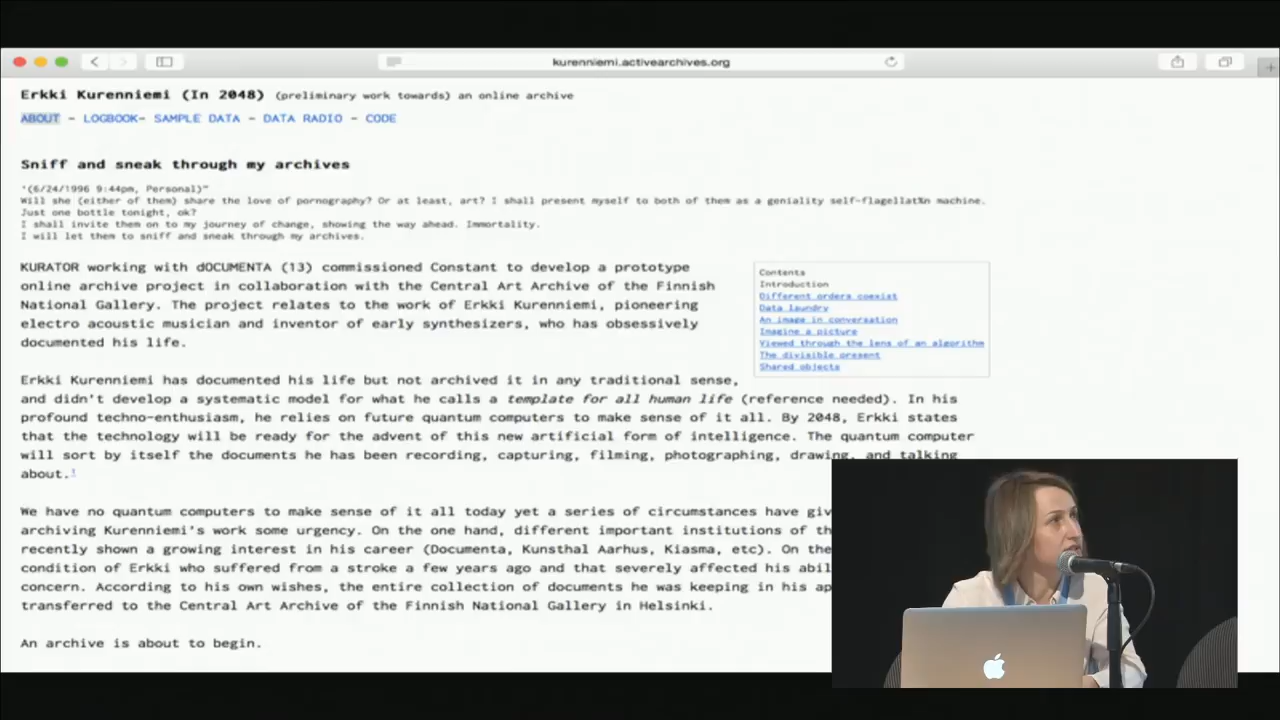 kurenniemi.activearchives.org
Erkki Kurenniemi (In 2048) (preliminary work towards) an online archive
ABOUT - LOGBOOK- SAMPLE DATA - DATA RADIO - CODE
Sniff and sneak through my archives
"(6/24/1996 9:44pm, Personal)"
Will she (either of them) share the love of pornography? Or at least, art? I shall present myself to both of them as a geniality self-flagellat%n machine.
Just one bottle tonight, ok?
I shall invite them on to my journey of change, showing the way ahead. Immortality.
I will let them to sniff and sneak through my archives.
KURATOR working with dOCUMENTA (13) commissioned Constant to develop a prototype
online archive project in collaboration with the Central Art Archive of the Finnish
National Gallery. The project relates to the work of Erkki Kurenniemi, pioneering
electro acoustic musician and inventor of early synthesizers, who has obsessively
documented his life.
Contents
Introduction
Different orders coexist
Data laundry
An image in conversation
Imagine a picture
Viewed through the lens of an algorithm
The divisible present
Shared objects
Erkki Kurenniemi has documented his life but not archived it in any traditional sense,
and didn't develop a systematic model for what he calls a template for all human life (reference needed). In his
profound techno-enthusiasm, he relies on future quantum computers to make sense of it all. By 2048, Erkki states
that the technology will be ready for the advent of this new artificial form of intelligence. The quantum computer
will sort by itself the documents he has been recording, capturing, filming, photographing, drawing, and talking
about.1
We have no quantum computers to make sense of it all today yet a series of circumstances have giv
archiving Kurenniemi's work some urgency. On the one hand, different important institutions of th
recently shown a growing interest in his career (Documenta, Kunsthal Aarhus, Kiasma, etc). On the
condition of Erkki who suffered from a stroke a few years ago and that severely affected his abil
concern. According to his own wishes, the entire collection of documents he was keeping in his ap
transferred to the Central Art Archive of the Finnish National Gallery in Helsinki.
An archive is about to begin.